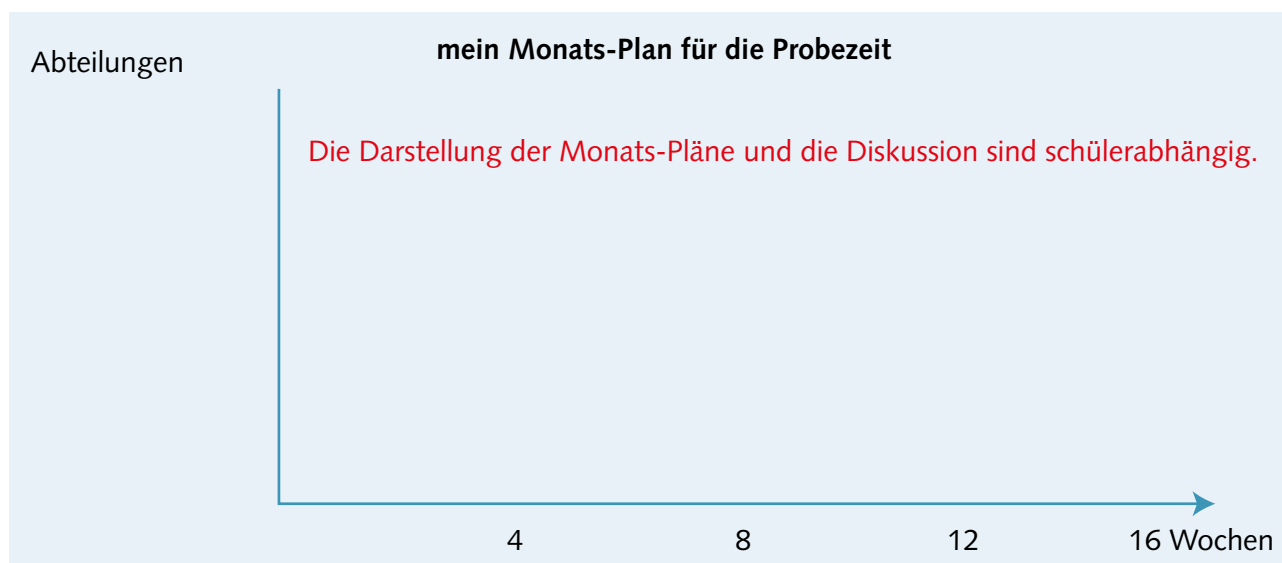 mein Monats-Plan für die Probezeit
Abteilungen
Die Darstellung der Monats-Pläne und die Diskussion sind schülerabhängig.
4 8 12 16 Wochen